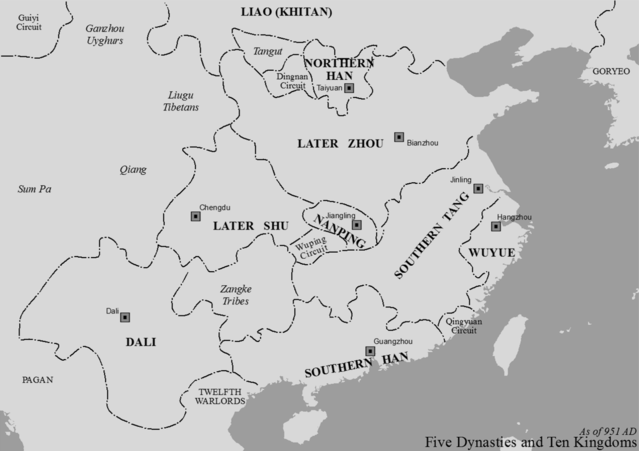 LIAO (KHITAN)
Guiyi
Circuit
Ganzhou
Uyghurs
Tangut
NORTHERN
HAN
Dingnan
Circuit
Taiyuan
GORYEO
Liugu
Tibetans
LATER ZHOU
Bianzhou
Qiang
Sum Pa
Jinling
Chengdu
LATER SHU
Jiangling
NANPING
Wuping
Circuit
SOUTHERN TANG
Hangzhou
WUYUE
Zangke
Tribes
Dali
DALI
Qingyuan
Circuit
Guangzhou
SOUTHERN HAN
PAGAN
TWELFTH
WARLORDS
As of 951 AD
Five Dynasties and Ten Kingdoms